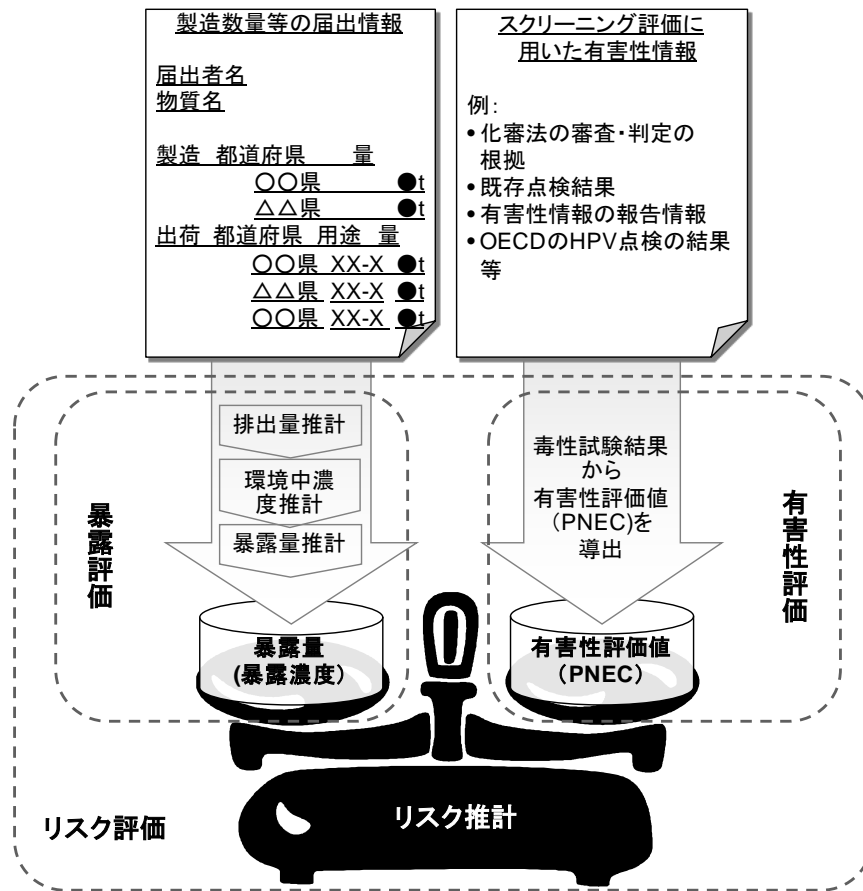 製造数量等の届出情報
届出者名
物質名
製造 都道府県 量
〇〇県 ●t
△△県 ●t
出荷 都道府県 用途 量
〇〇県 XX-X ●t
△△県 XX-X ●t
〇〇県 XX-X ●t
スクリーニング評価に
用いた有害性情報
例:
•化審法の審査・判定の
根拠
•既存点検結果
•有害性情報の報告情報
•OECDのHPV点検の結果
等
排出量推計
環境中濃
度推計
暴露量推計
毒性試験結果
から
有害性評価値
(PNEC)を
導出
暴露評価
有害性評価
暴露量
(暴露濃度)
有害性評価値
(PNEC)
リスク評価
リスク推計